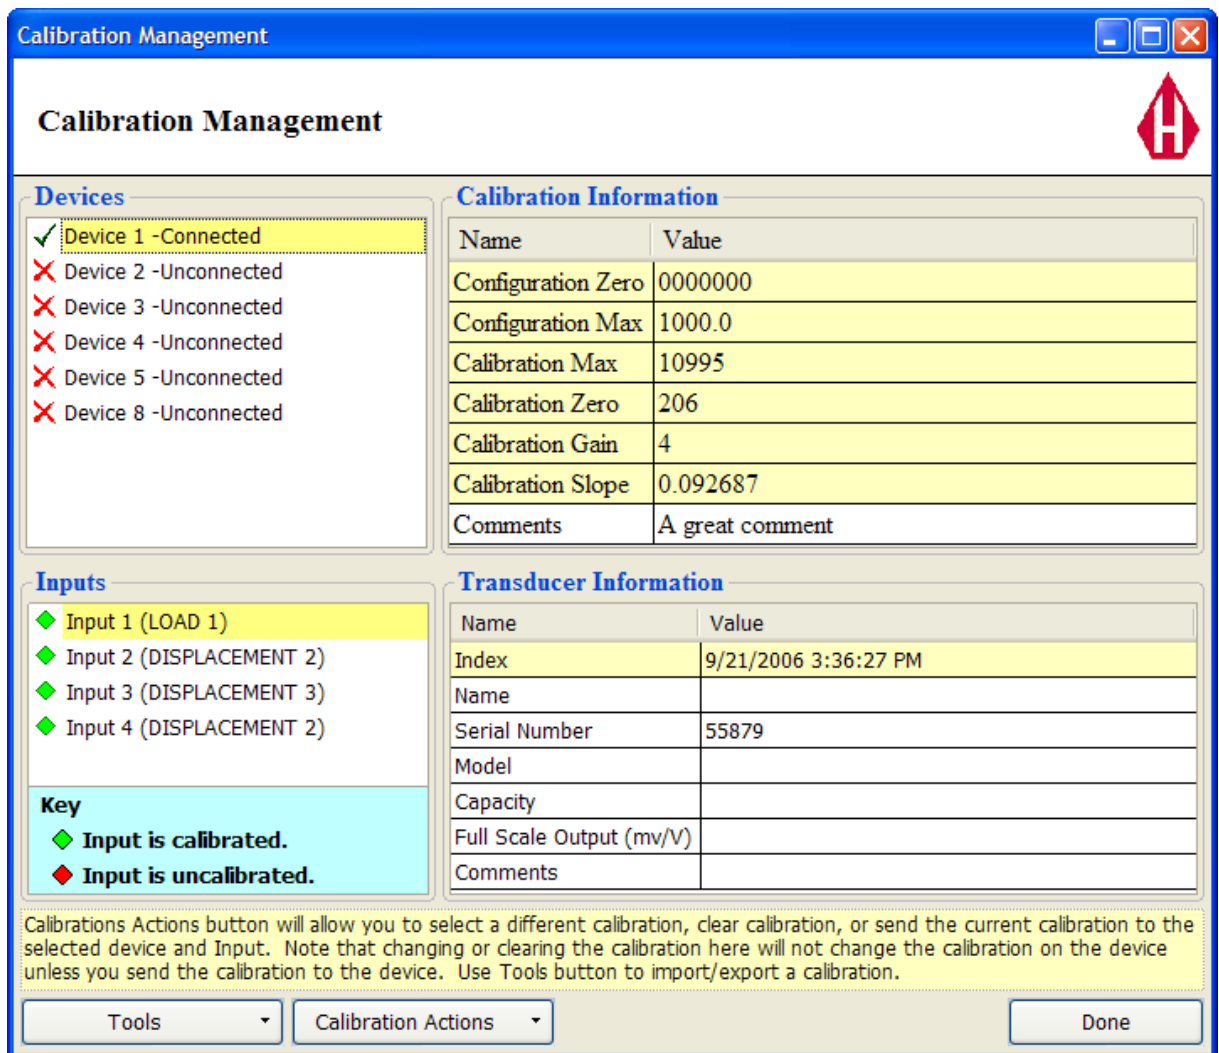 Calibration Management
Calibration Management
H
Devices
Device 1 -Connected
Device 2 -Unconnected
Device 3 -Unconnected
Device 4 -Unconnected
Device 5 -Unconnected
Device 8 -Unconnected
Calibration Information
Name Value
Configuration Zero 0000000
Configuration Max 1000.0
Calibration Max 10995
Calibration Zero 206
Calibration Gain 4
Calibration Slope 0.092687
Comments A great comment
Inputs
Input 1 (LOAD 1)
Input 2 (DISPLACEMENT 2)
Input 3 (DISPLACEMENT 3)
Input 4 (DISPLACEMENT 2)
Key
Input is calibrated.
Input is uncalibrated.
Transducer Information
Name Value
Index 9/21/2006 3:36:27 PM
Name
Serial Number 55879
Model
Capacity
Full Scale Output (mv/V)
Comments
Calibrations Actions button will allow you to select a different calibration, clear calibration, or send the current calibration to the
selected device and Input. Note that changing or clearing the calibration here will not change the calibration on the device
unless you send the calibration to the device. Use Tools button to import/export a calibration.
Tools Calibration Actions Done